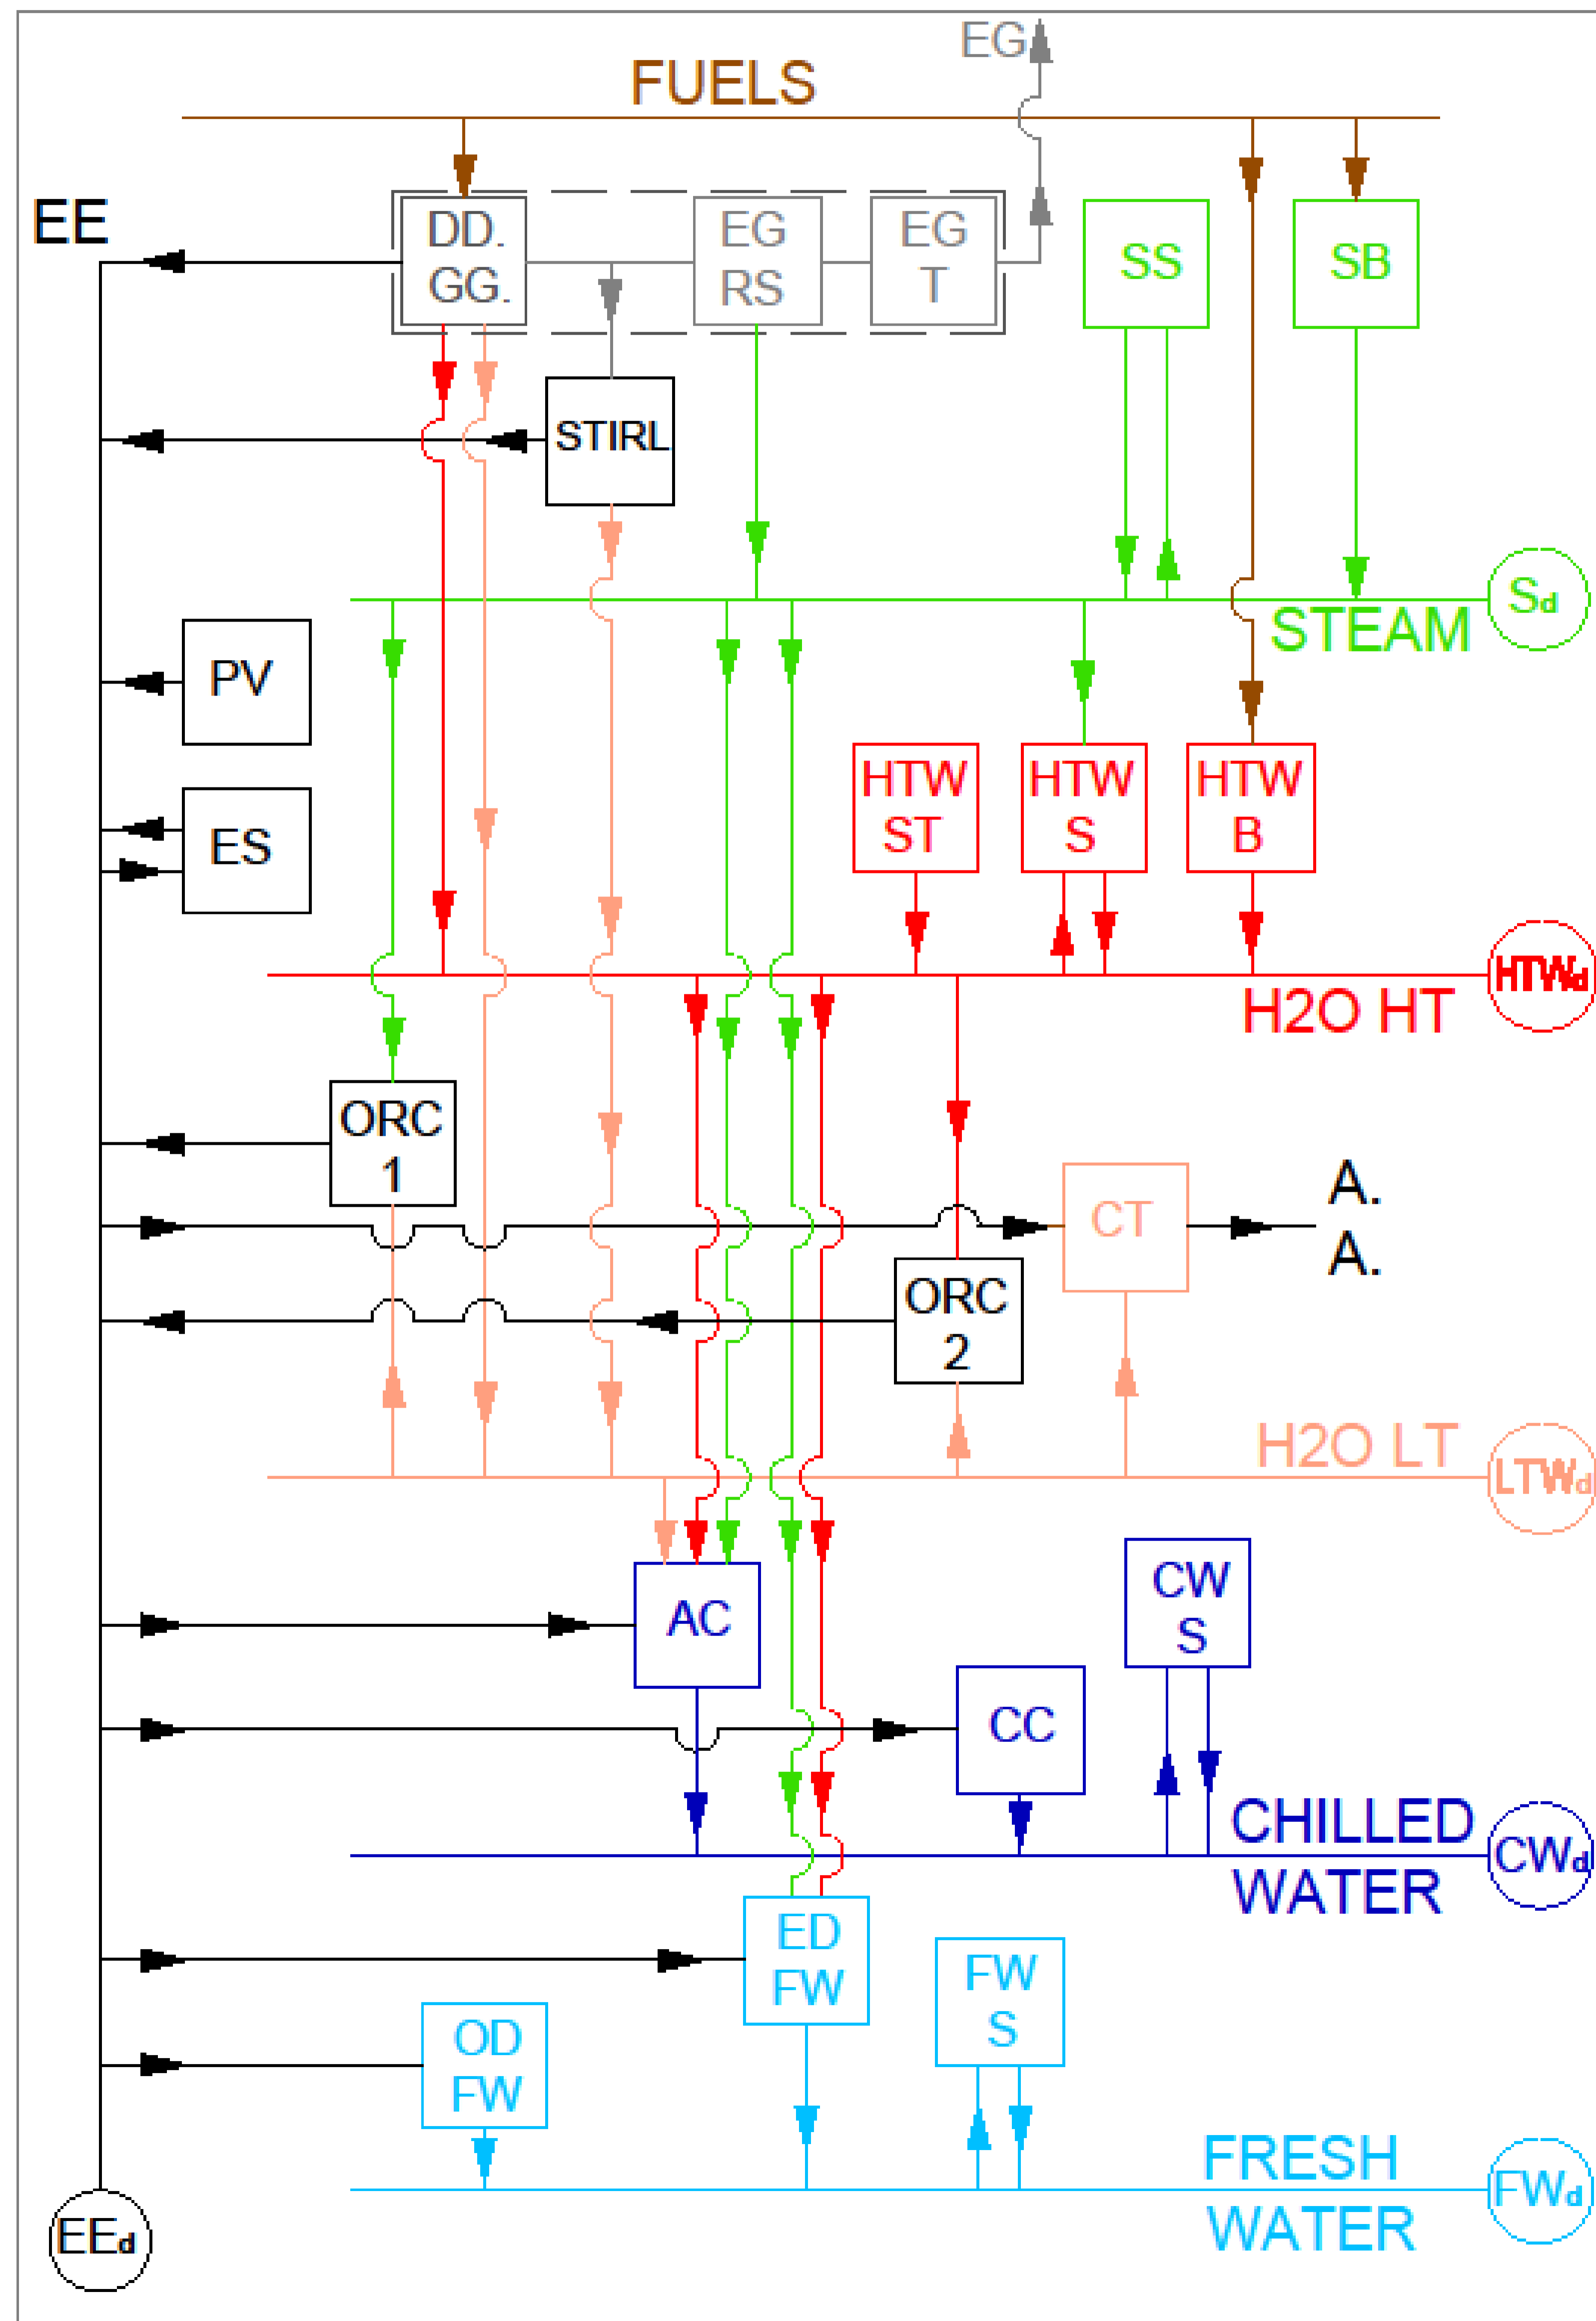 EG
FUELS
EE
DD.
GG.
EG
RS
EG
T
SS
SB
STIRL
Sd
STEAM
PV
HTW
ST
HTW
S
HTW
B
ES
HTWd
H2O HT
ORC
1
A.
CT
A.
ORC
2
H2O LT
LTWd
AC
CW
S
CC
CHILLED
WATER
CWd
ED
FW
FW
S
OD
FW
FRESH
WATER
FWd
EEd